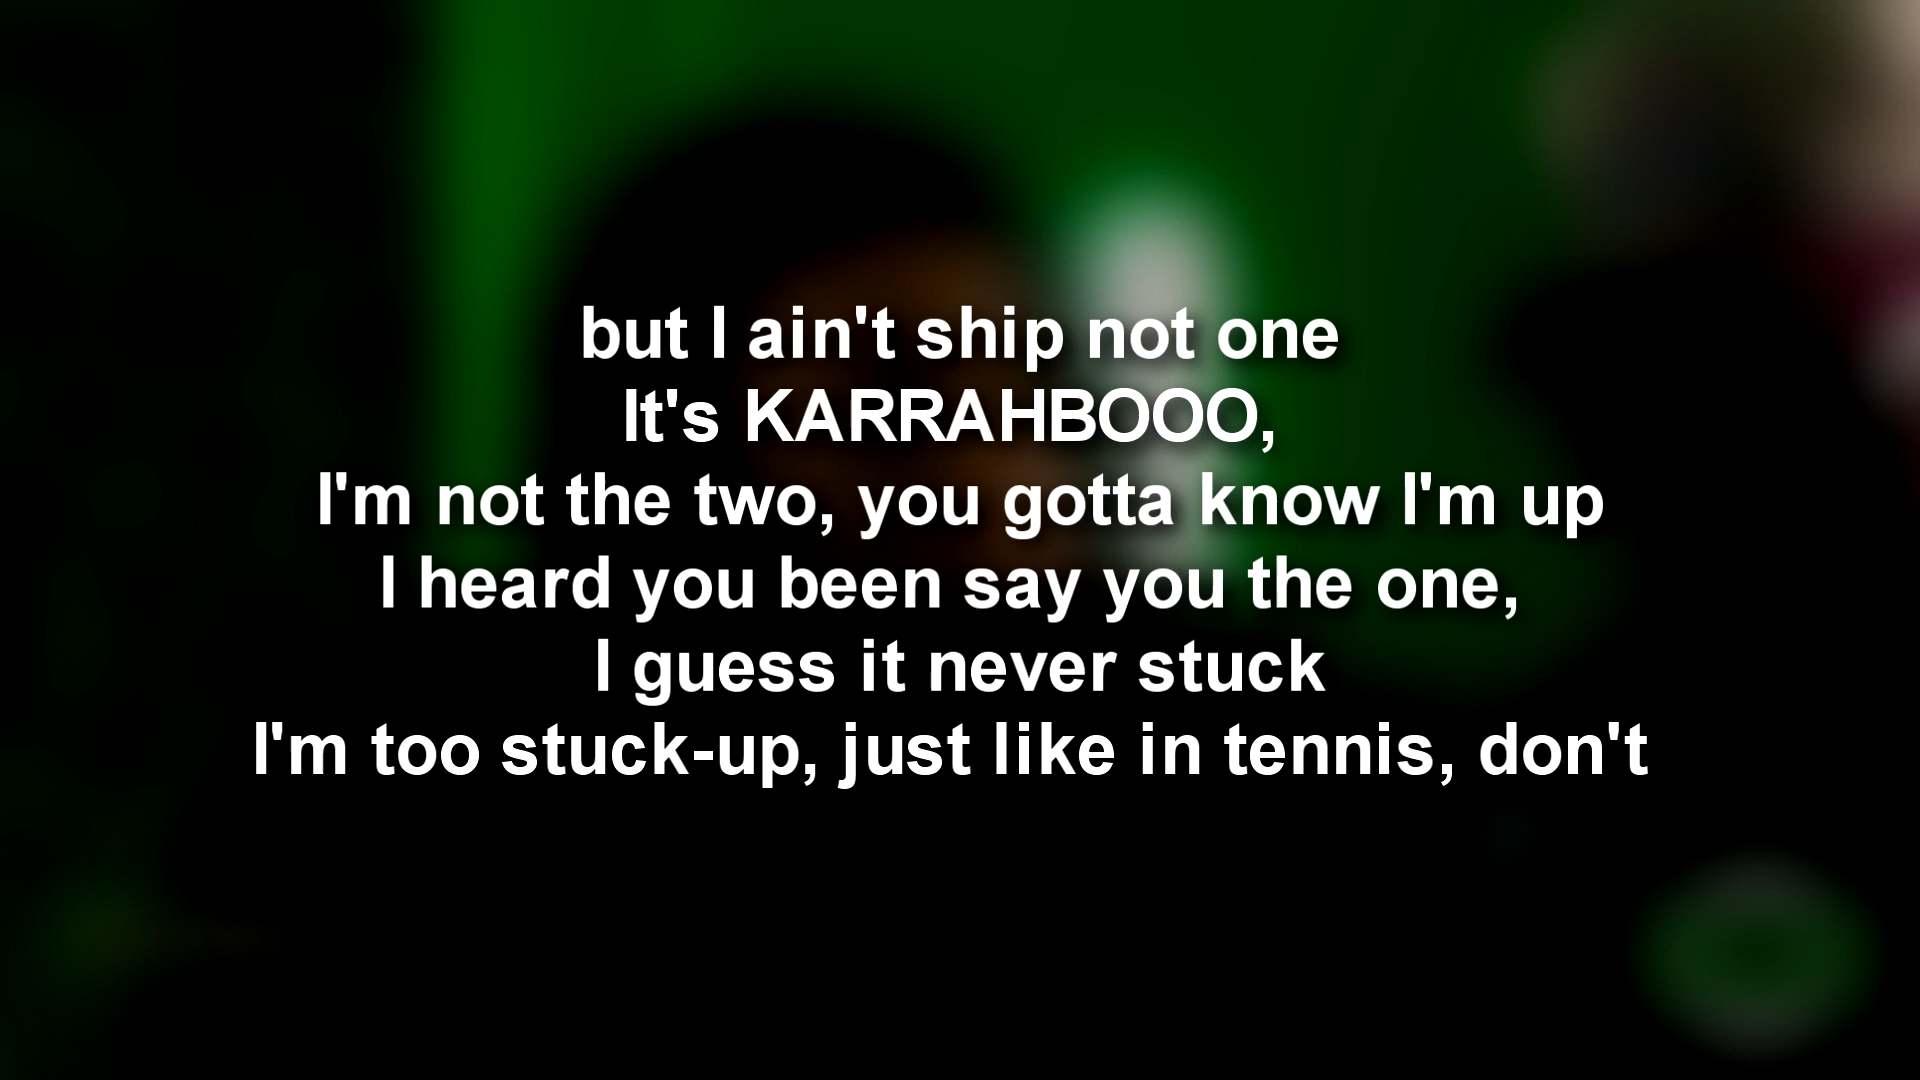 but I ain't ship not one
It's KARRAHBOOO,
I'm not the two, you gotta know I'm up
I heard you been say you the one,
I guess it never stuck
I'm too stuck-up, just like in tennis, don't